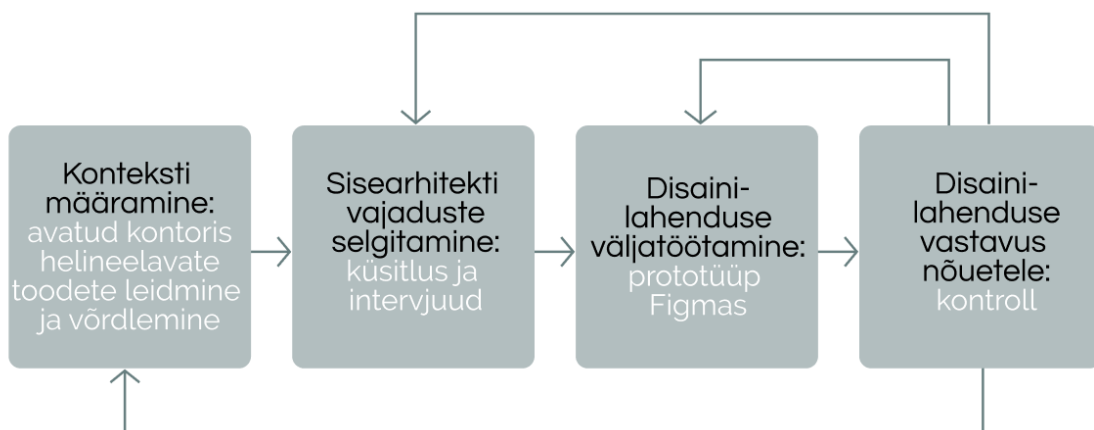 Konteksti
määramine:
avatud kontoris
helineelavate
toodete leidmine
ja võrdlemine
Sisearhitekti
vajaduste
selgitamine:
küsitlus ja
intervjuud
Disaini-
lahenduse
väljatöötamine:
prototüüp
Figmas
Disaini-
lahenduse
vastavus
nõuetele:
kontroll